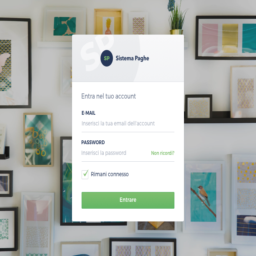 SP Sistema Paghe
Entra nel tuo account
E-MAIL
Inserisci la tua email dell'account
PASSWORD
Inserisci la password
Non ricordi?
Rimani connesso
Entrare